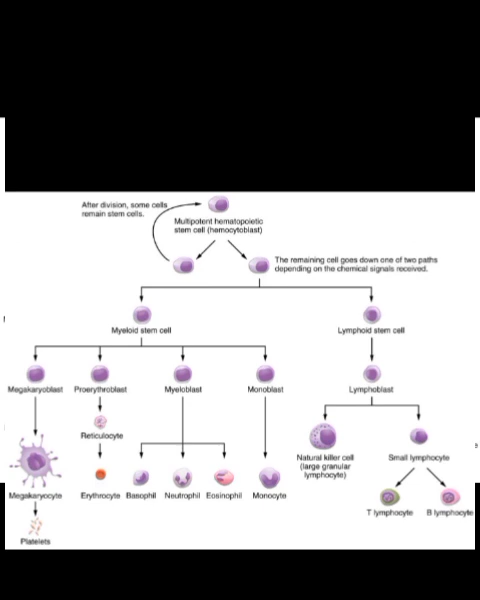 After division, some cells
remain stem cells.
Multipotent hematopoietic
stem cell (hemocytoblast)
The remaining cell goes down one of two paths
depending on the chemical signals received.
Myeloid stem cell
Lymphoid stem cell
Megakaryoblast
Proerythroblast
Myeloblast
Monoblast
Lymphoblast
Reticulocyte
Natural killer cell
(large granular
lymphocyte)
Small lymphocyte
Megakaryocyte
Erythrocyte
Basophil
Neutrophil
Eosinophil
Monocyte
T lymphocyte
B lymphocyte
Platelets